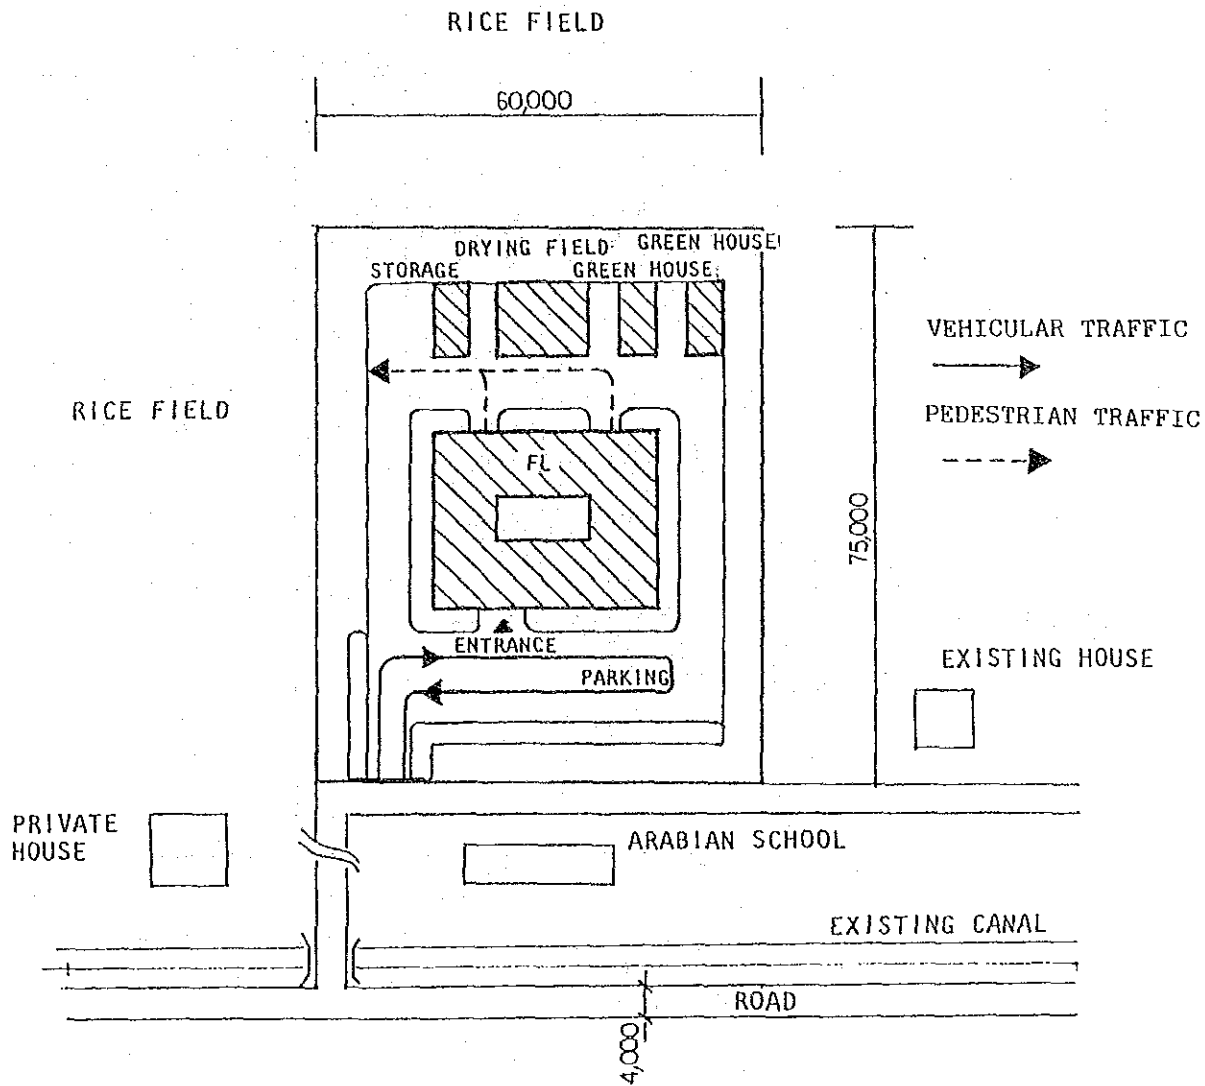 RICE FIELD
60,000
DRYING FIELD
GREEN HOUSE
STORAGE
GREEN HOUSE
VEHICULAR TRAFFIC
RICE FIELD
PEDESTRIAN TRAFFIC
FL
75,000
ENTRANCE
PARKING
EXISTING HOUSE
PRIVATE
HOUSE
ARABIAN SCHOOL
EXISTING CANAL
ROAD
4,000